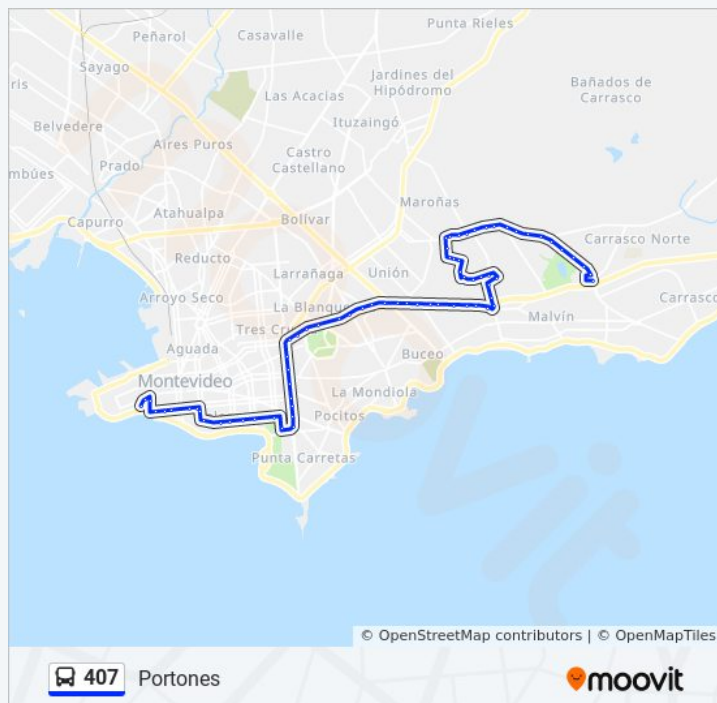 Punta Rieles
Peñarol
Casavalle
Sayago
Jardines del
Hipódromo
Las Acacias
Bañados de
Carrasco
ris
Ituzaingó
Belvedere
Aires Puros
Castro
Castellano
Prado
mbúes
Maroñas
Capurro
Atahualpa
Bolívar
Carrasco Norte
Reducto
Larrañaga
Unión
Arroyo Seco
La Blanque
Carrasco
Malvín
Tres Cru
Aguada
Buceo
Montevideo
La Mondiola
Pocitos
Punta Carretas
© OpenStreetMap contributors | © OpenMapTiles
407 Portones
moovit